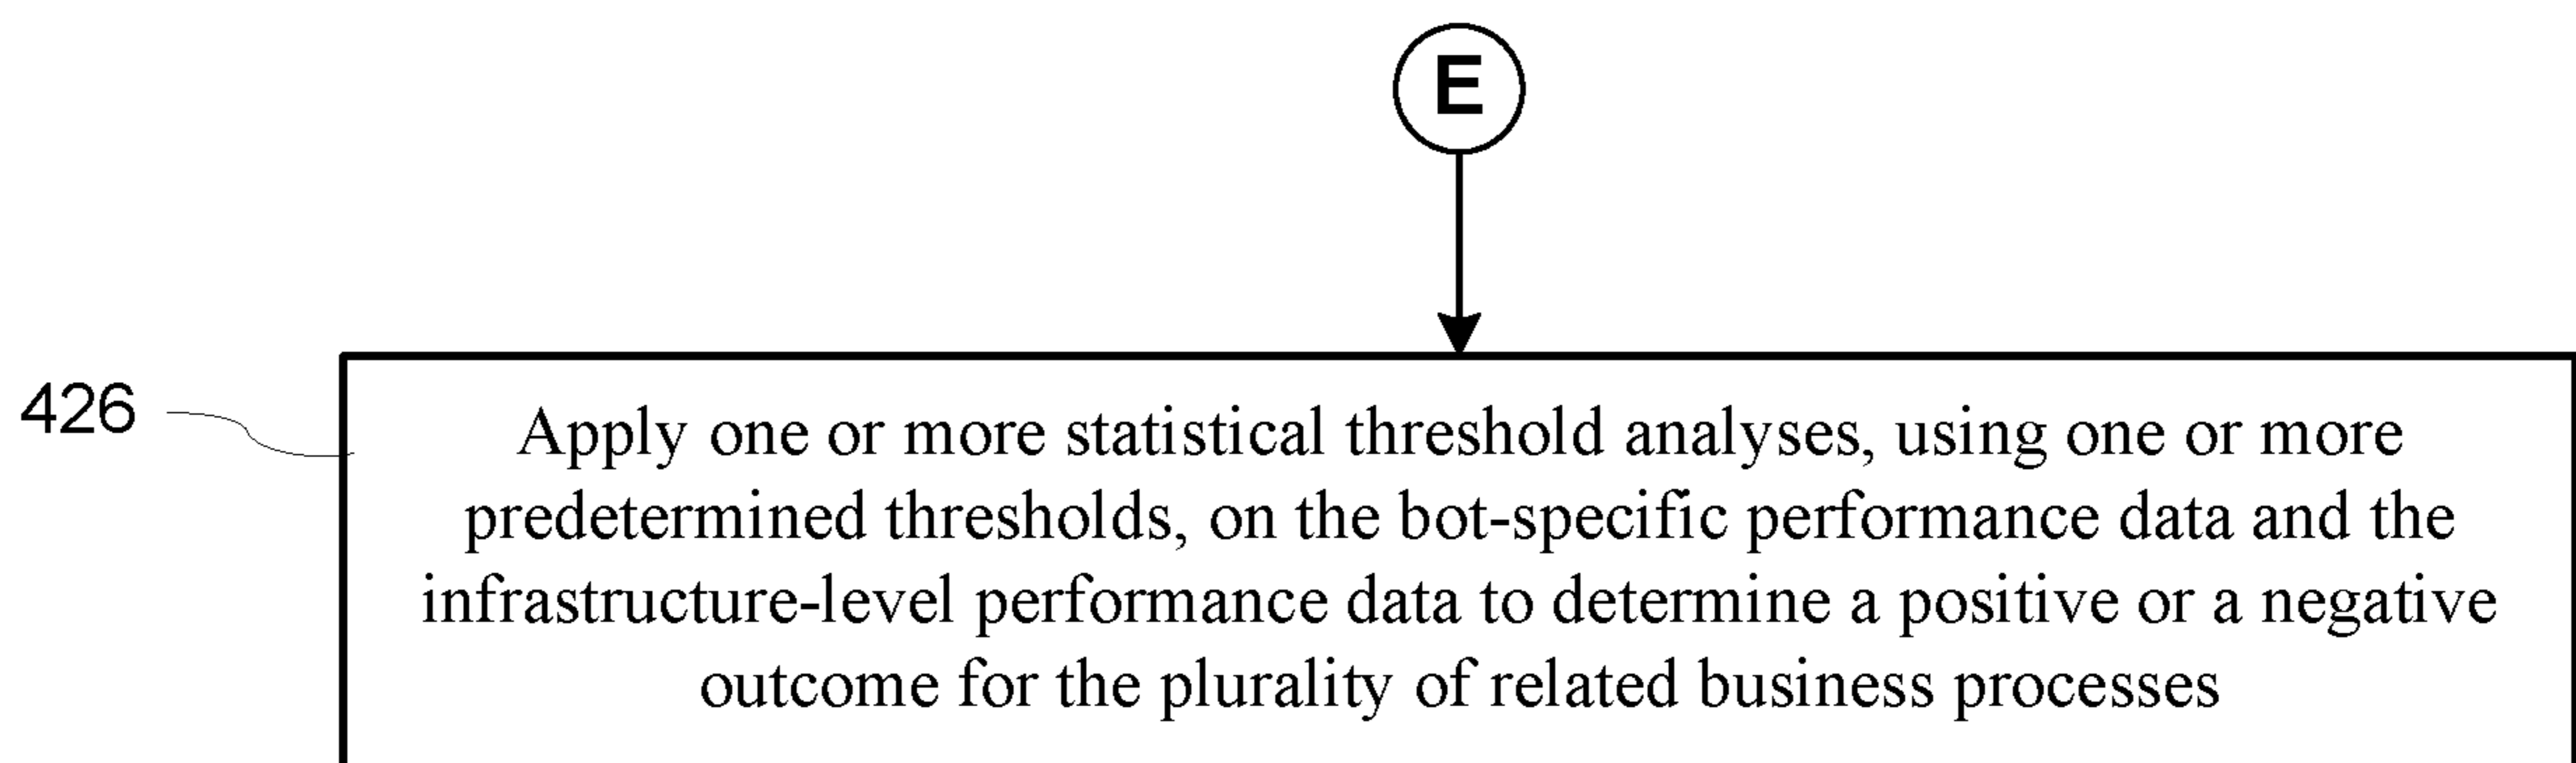 E
426
Apply one or more statistical threshold analyses, using one or more
predetermined thresholds, on the bot-specific performance data and the
infrastructure-level performance data to determine a positive or a negative
outcome for the plurality of related business processes